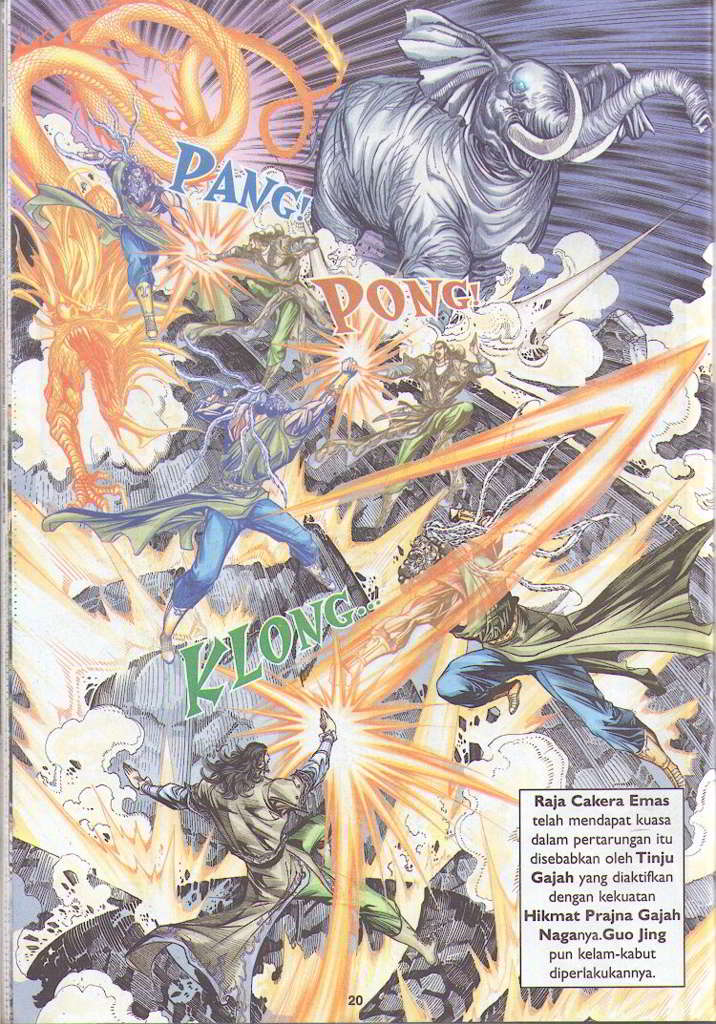 PANG!
PONG!
KLONG...
Raja Cakera Emas
telah mendapat kuasa
dalam pertarungan itu
disebabkan oleh Tinju
Gajah yang diaktifkan
dengan kekuatan
Hikmat Prajna Gajah
Naganya.Guo Jing
pun kelam-kabut
diperlakukannya.
20